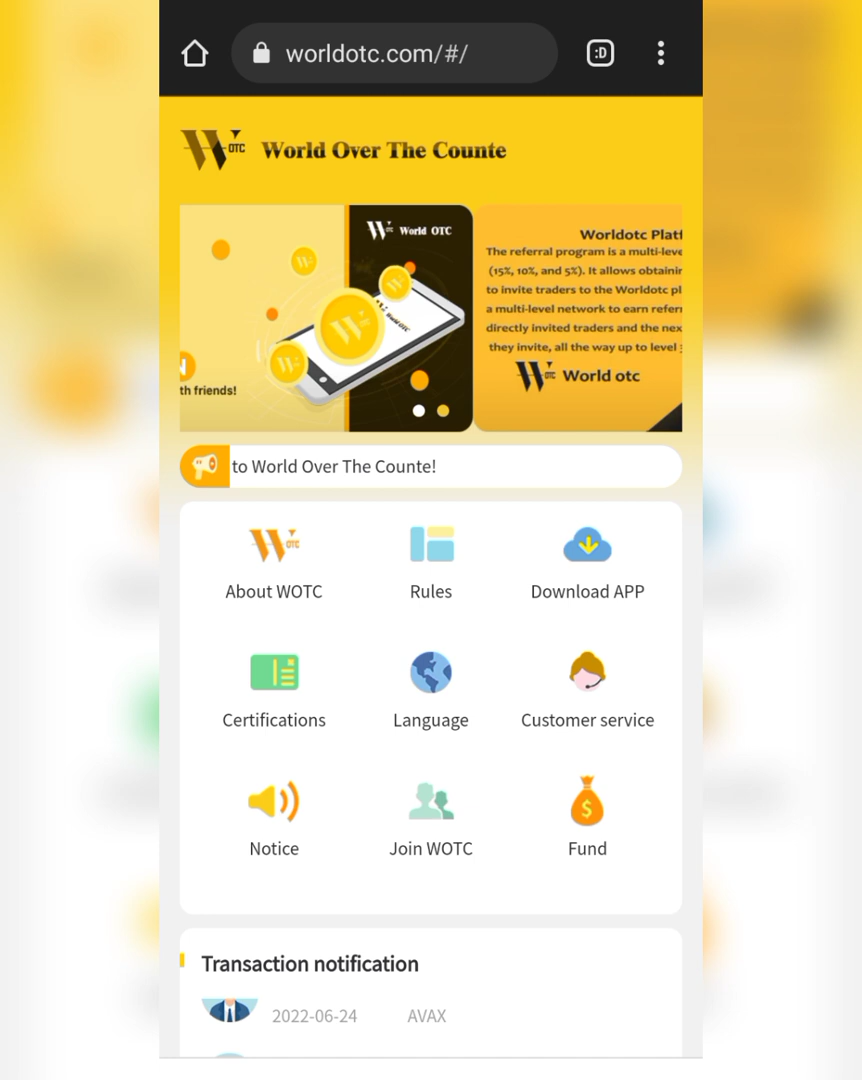 :D
worldotc.com/#/
W OTC World Over The Counte
World OTC
th friends!
Worldotc Platf
The referral program is a multi-leve
(15%, 10%, and 5%). It allows obtainin
to invite traders to the Worldotc pl
a multi-level network to earn referr
directly invited traders and the nex
they invite, all the way up to level
World otc
to World Over The Counte!
About WOTC
Rules
Download APP
Certifications
Language
Customer service
Notice
Join WOTC
Fund
Transaction notification
2022-06-24 AVAX